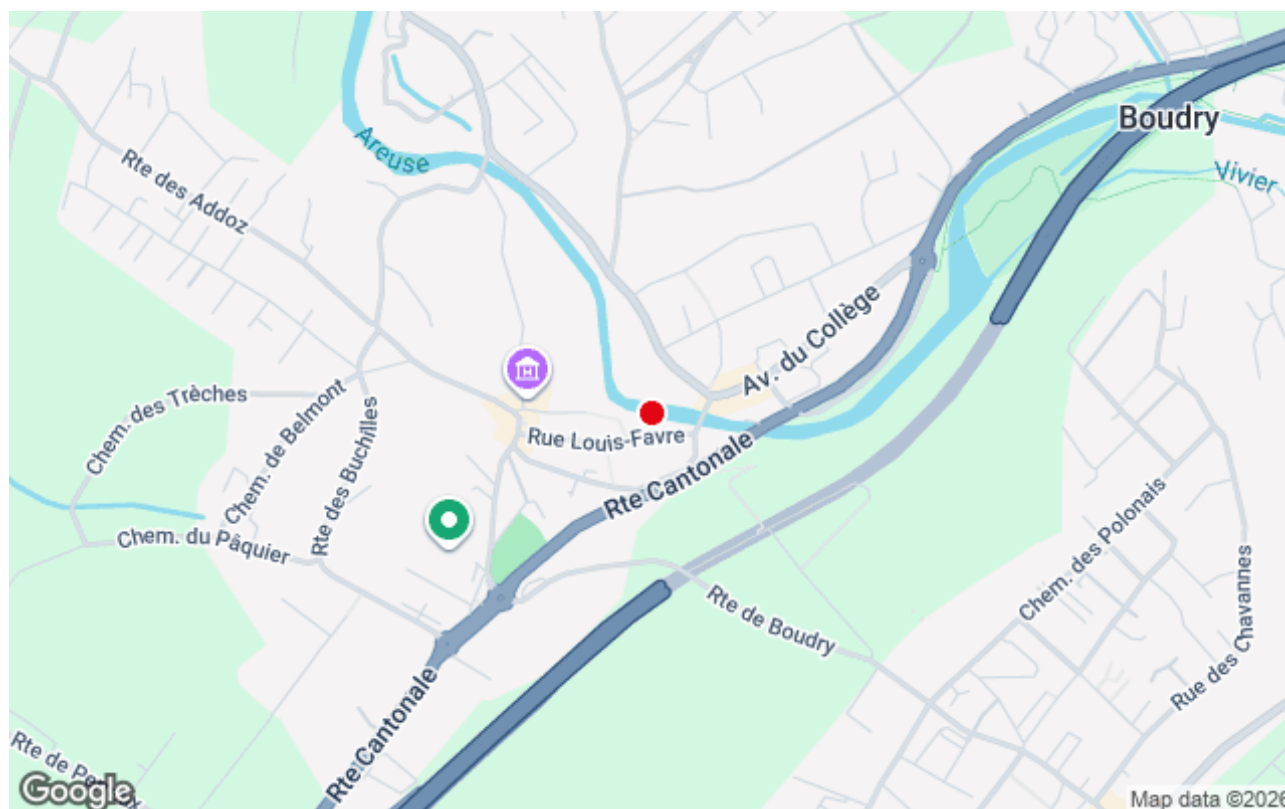 Boudry
Areuse
Vivier
Rte des Addoz
Av. du Collège
Chem. des Trèches
Chem. de Belmont
Rte des Buchilles
Rue Louis-Favre
Rte Cantonale
Chem. du Pâquier
Chem. des Polonais
Rte de Boudry
Rue des Chavannes
Rte Cantonale
Rte de
Google
Map data ©2026